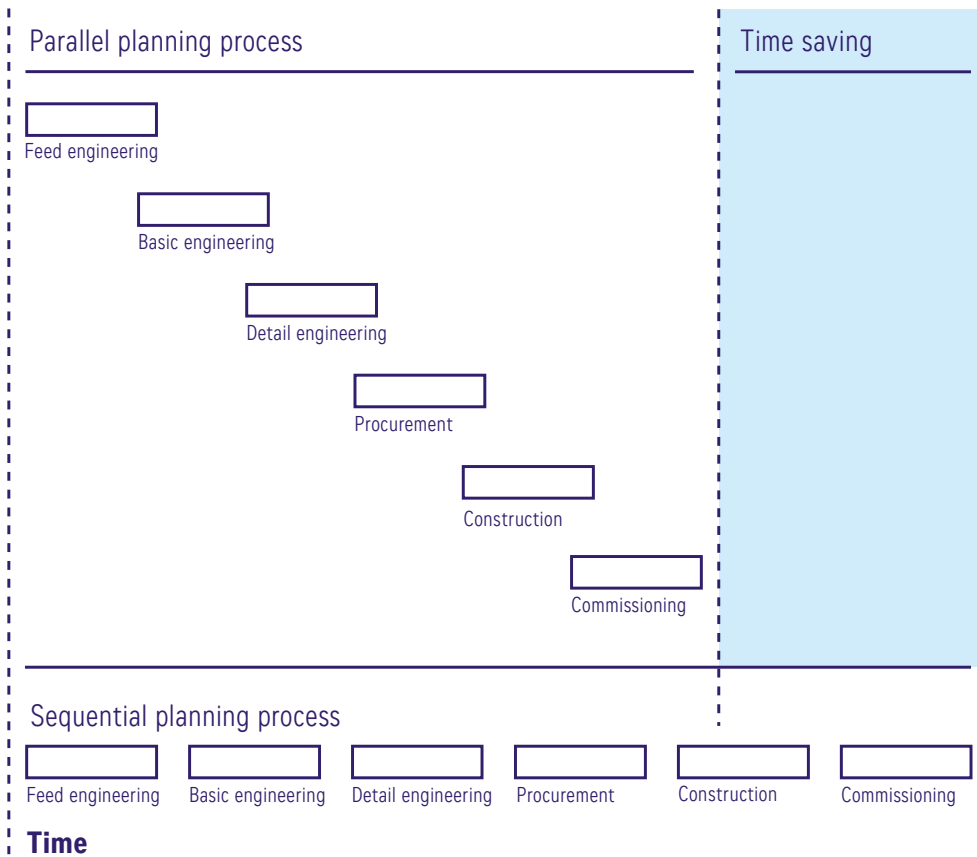 Parallel planning process
Time saving
Feed engineering
Basic engineering
Detail engineering
Procurement
Construction
Commissioning
Sequential planning process
Feed engineering
Basic engineering
Detail engineering
Procurement
Construction
Commissioning
Time